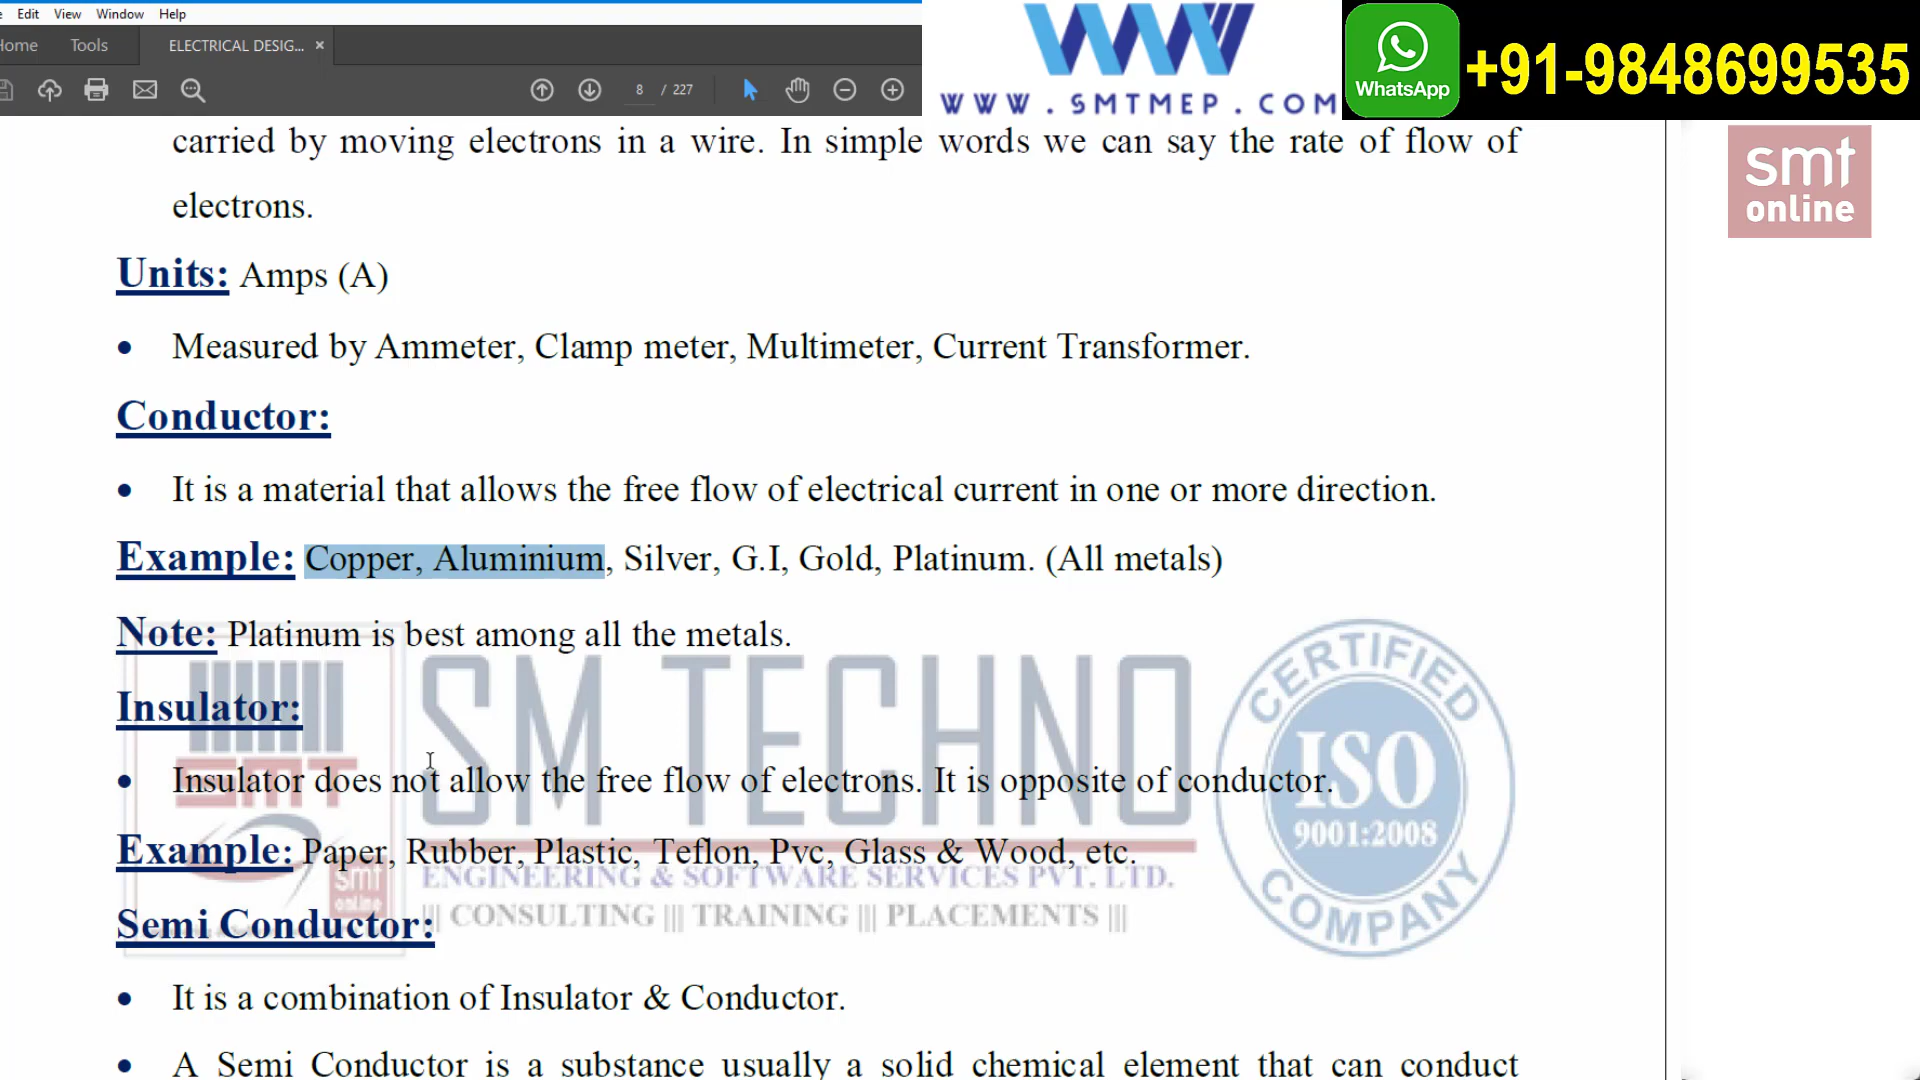 Edit View Window Help
Home Tools ELECTRICAL DESIG... ×
8 / 227
WWW.SMTMEP.COM
WhatsApp
+91-9848699535
smt
online
carried by moving electrons in a wire. In simple words we can say the rate of flow of
electrons.
Units: Amps (A)
• Measured by Ammeter, Clamp meter, Multimeter, Current Transformer.
Conductor:
• It is a material that allows the free flow of electrical current in one or more direction.
Example: Copper, Aluminium, Silver, G.I, Gold, Platinum. (All metals)
Note: Platinum is best among all the metals.
Insulator:
• Insulator does not allow the free flow of electrons. It is opposite of conductor.
Example: Paper, Rubber, Plastic, Teflon, Pvc, Glass & Wood, etc.
Semi Conductor:
• It is a combination of Insulator & Conductor.
• A Semi Conductor is a substance usually a solid chemical element that can conduct
SMT
smt
online
SM TECHNO
ENGINEERING & SOFTWARE SERVICES PVT. LTD.
||| CONSULTING ||| TRAINING ||| PLACEMENTS |||
CERTIFIED
ISO
9001:2008
COMPANY